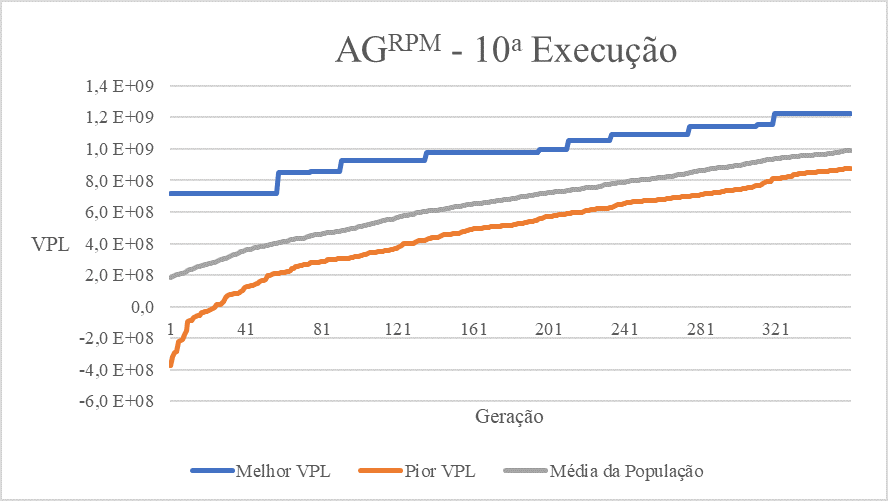 AGRPM - 10ª Execução
1,4 E+09
1,2 E+09
1,0 E+09
8,0 E+08
6,0 E+08
VPL
4,0 E+08
2,0 E+08
0,0
1 41 81 121 161 201 241 281 321
-2,0 E+08
-4,0 E+08
-6,0 E+08
Geração
Melhor VPL Pior VPL Média da População